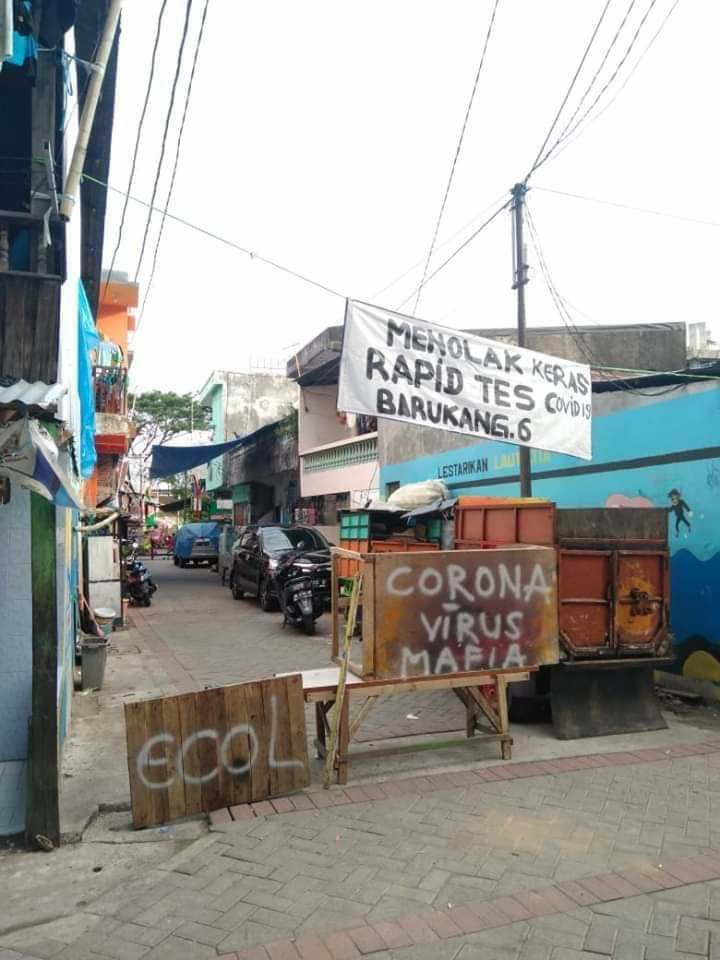 MENOLAK KERAS
RAPID TES COVID19
BARUKANG.6
LESTARIKAN
CORONA
VIRUS
MAFIA
ECOL